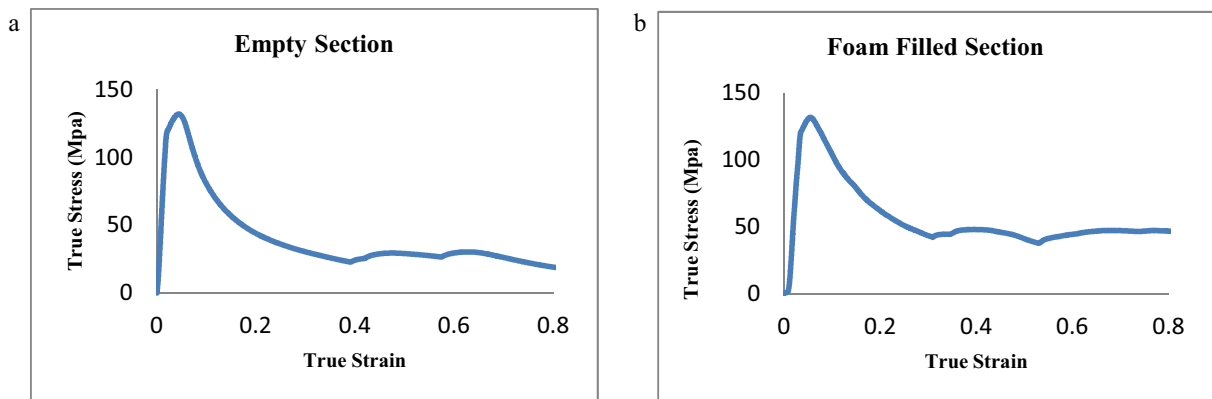 a
Empty Section
True Stress (Mpa)
150
100
50
0
0 0.2 0.4 0.6 0.8
True Strain
b
Foam Filled Section
True Stress (Mpa)
150
100
50
0
0 0.2 0.4 0.6 0.8
True Strain